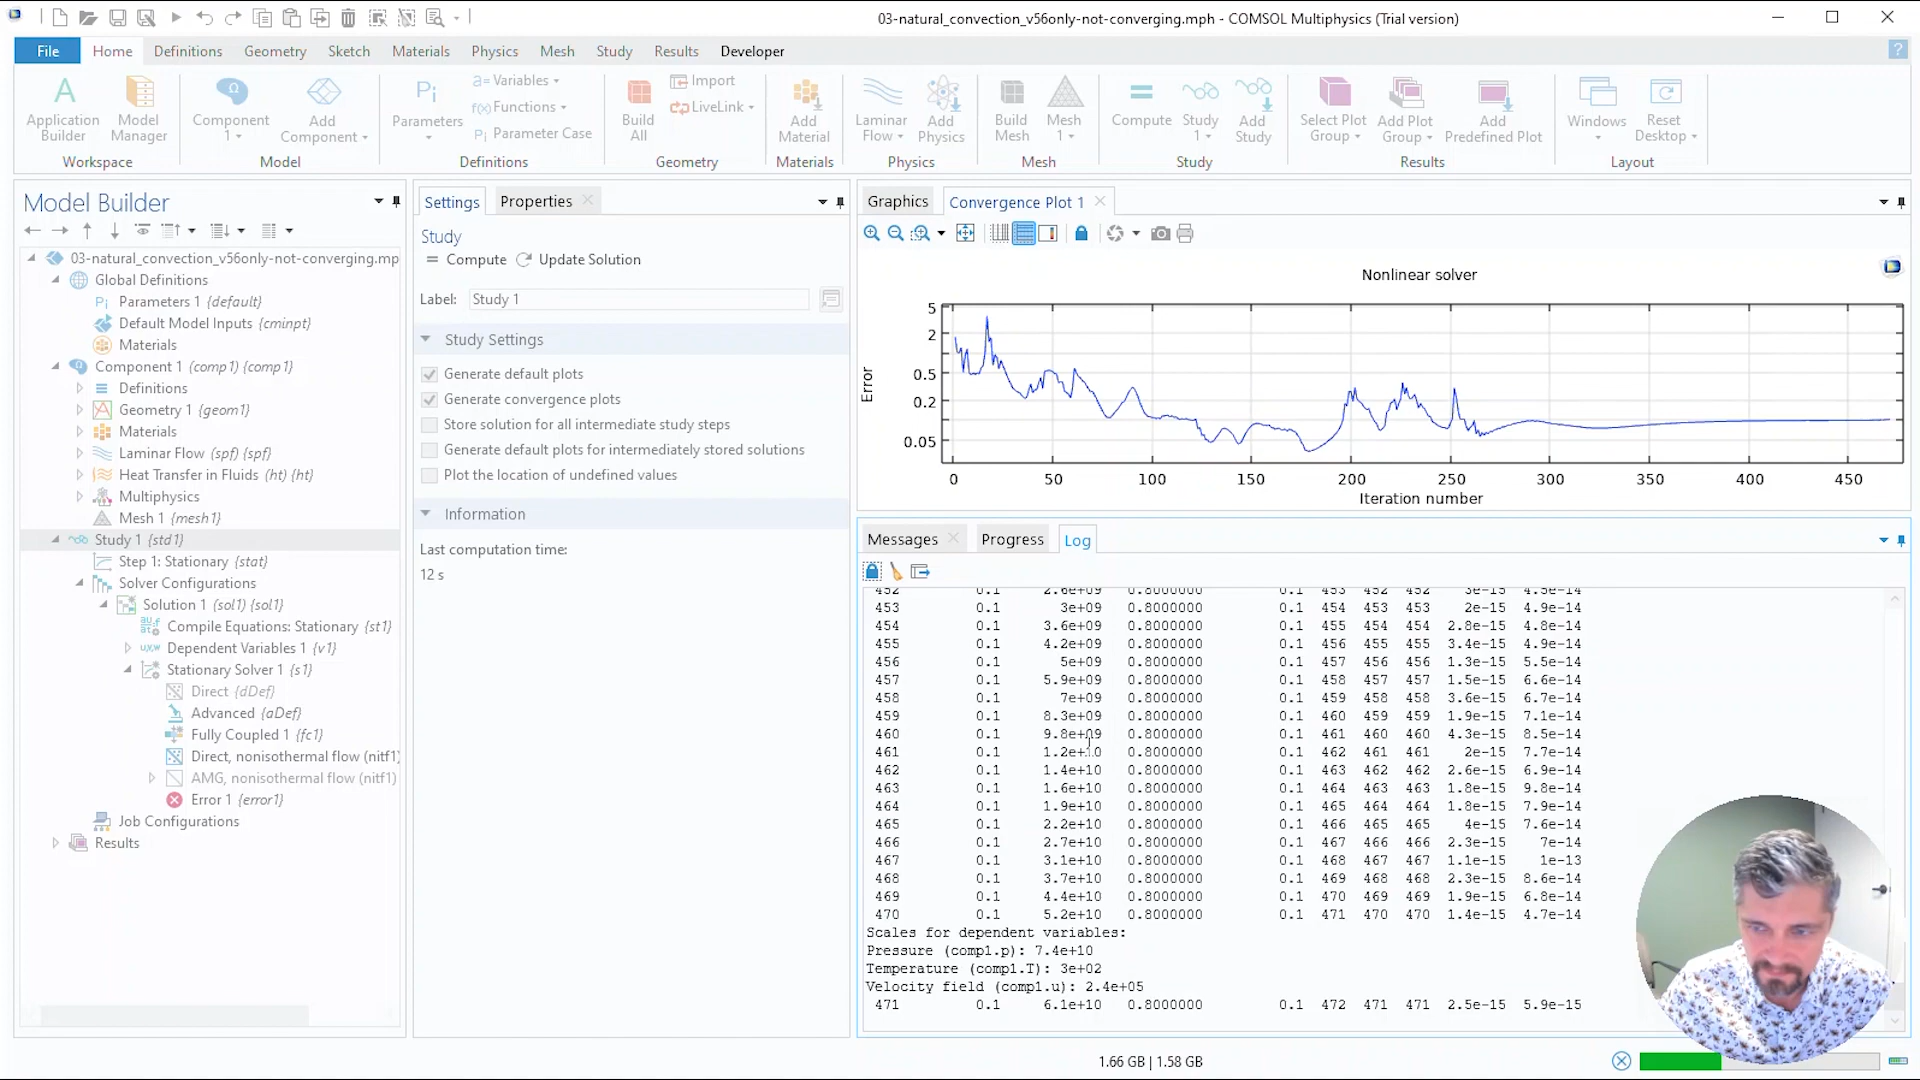 03-natural_convection_v56only-not-converging.mph - COMSOL Multiphysics (Trial version)
File Home Definitions Geometry Sketch Materials Physics Mesh Study Results Developer
Application Builder
Model Manager
Workspace
Component 1
Add Component
Model
Parameters
a= Variables
f(x) Functions
Pi Parameter Case
Definitions
Build All
Import
LiveLink
Geometry
Add Material
Materials
Laminar Flow
Add Physics
Physics
Build Mesh
Mesh 1
Mesh
Compute
Study 1
Add Study
Study
Select Plot Group
Add Plot Group
Add Predefined Plot
Results
Windows
Reset Desktop
Layout
Model Builder
03-natural_convection_v56only-not-converging.mp
Global Definitions
Pi Parameters 1 {default}
Default Model Inputs {cminpt}
Materials
Component 1 (comp1) {comp1}
Definitions
Geometry 1 {geom1}
Materials
Laminar Flow (spf) {spf}
Heat Transfer in Fluids (ht) {ht}
Multiphysics
Mesh 1 {mesh1}
Study 1 {std1}
Step 1: Stationary {stat}
Solver Configurations
Solution 1 (sol1) {sol1}
Compile Equations: Stationary {st1}
Dependent Variables 1 {v1}
Stationary Solver 1 {s1}
Direct {dDef}
Advanced {aDef}
Fully Coupled 1 {fc1}
Direct, nonisothermal flow (nitf1)
AMG, nonisothermal flow (nitf1)
Error 1 {error1}
Job Configurations
Results
Settings Properties
Study
= Compute Update Solution
Label: Study 1
Study Settings
Generate default plots
Generate convergence plots
Store solution for all intermediate study steps
Generate default plots for intermediately stored solutions
Plot the location of undefined values
Information
Last computation time:
12 s
Graphics Convergence Plot 1
Nonlinear solver
Error
5
2
0.5
0.2
0.05
0 50 100 150 200 250 300 350 400 450
Iteration number
Messages Progress Log
452 0.1 2.6e+09 0.8000000 0.1 453 452 452 3e-15 4.5e-14
453 0.1 3e+09 0.8000000 0.1 454 453 453 2e-15 4.9e-14
454 0.1 3.6e+09 0.8000000 0.1 455 454 454 2.8e-15 4.8e-14
455 0.1 4.2e+09 0.8000000 0.1 456 455 455 3.4e-15 4.9e-14
456 0.1 5e+09 0.8000000 0.1 457 456 456 1.3e-15 5.5e-14
457 0.1 5.9e+09 0.8000000 0.1 458 457 457 1.5e-15 6.6e-14
458 0.1 7e+09 0.8000000 0.1 459 458 458 3.6e-15 6.7e-14
459 0.1 8.3e+09 0.8000000 0.1 460 459 459 1.9e-15 7.1e-14
460 0.1 9.8e+09 0.8000000 0.1 461 460 460 4.3e-15 8.5e-14
461 0.1 1.2e+10 0.8000000 0.1 462 461 461 2e-15 7.7e-14
462 0.1 1.4e+10 0.8000000 0.1 463 462 462 2.6e-15 6.9e-14
463 0.1 1.6e+10 0.8000000 0.1 464 463 463 1.8e-15 9.8e-14
464 0.1 1.9e+10 0.8000000 0.1 465 464 464 1.8e-15 7.9e-14
465 0.1 2.2e+10 0.8000000 0.1 466 465 465 4e-15 7.6e-14
466 0.1 2.7e+10 0.8000000 0.1 467 466 466 2.3e-15 7e-14
467 0.1 3.1e+10 0.8000000 0.1 468 467 467 1.1e-15 1e-13
468 0.1 3.7e+10 0.8000000 0.1 469 468 468 2.3e-15 8.6e-14
469 0.1 4.4e+10 0.8000000 0.1 470 469 469 1.9e-15 6.8e-14
470 0.1 5.2e+10 0.8000000 0.1 471 470 470 1.4e-15 4.7e-14
Scales for dependent variables:
Pressure (comp1.p): 7.4e+10
Temperature (comp1.T): 3e+02
Velocity field (comp1.u): 2.4e+05
471 0.1 6.1e+10 0.8000000 0.1 472 471 471 2.5e-15 5.9e-15
1.66 GB | 1.58 GB